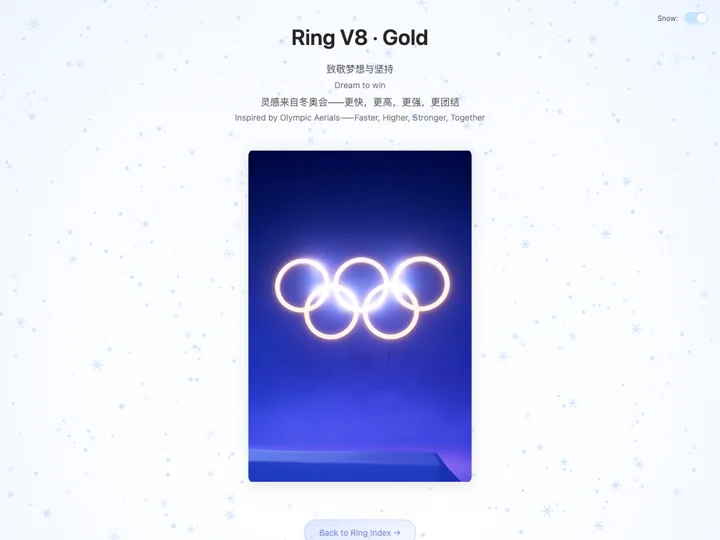 Snow:
Ring V8 · Gold
致敬梦想与坚持
Dream to win
灵感来自冬奥会——更快，更高，更强，更团结
Inspired by Olympic Aerials——Faster, Higher, Stronger, Together
Back to Ring Index →